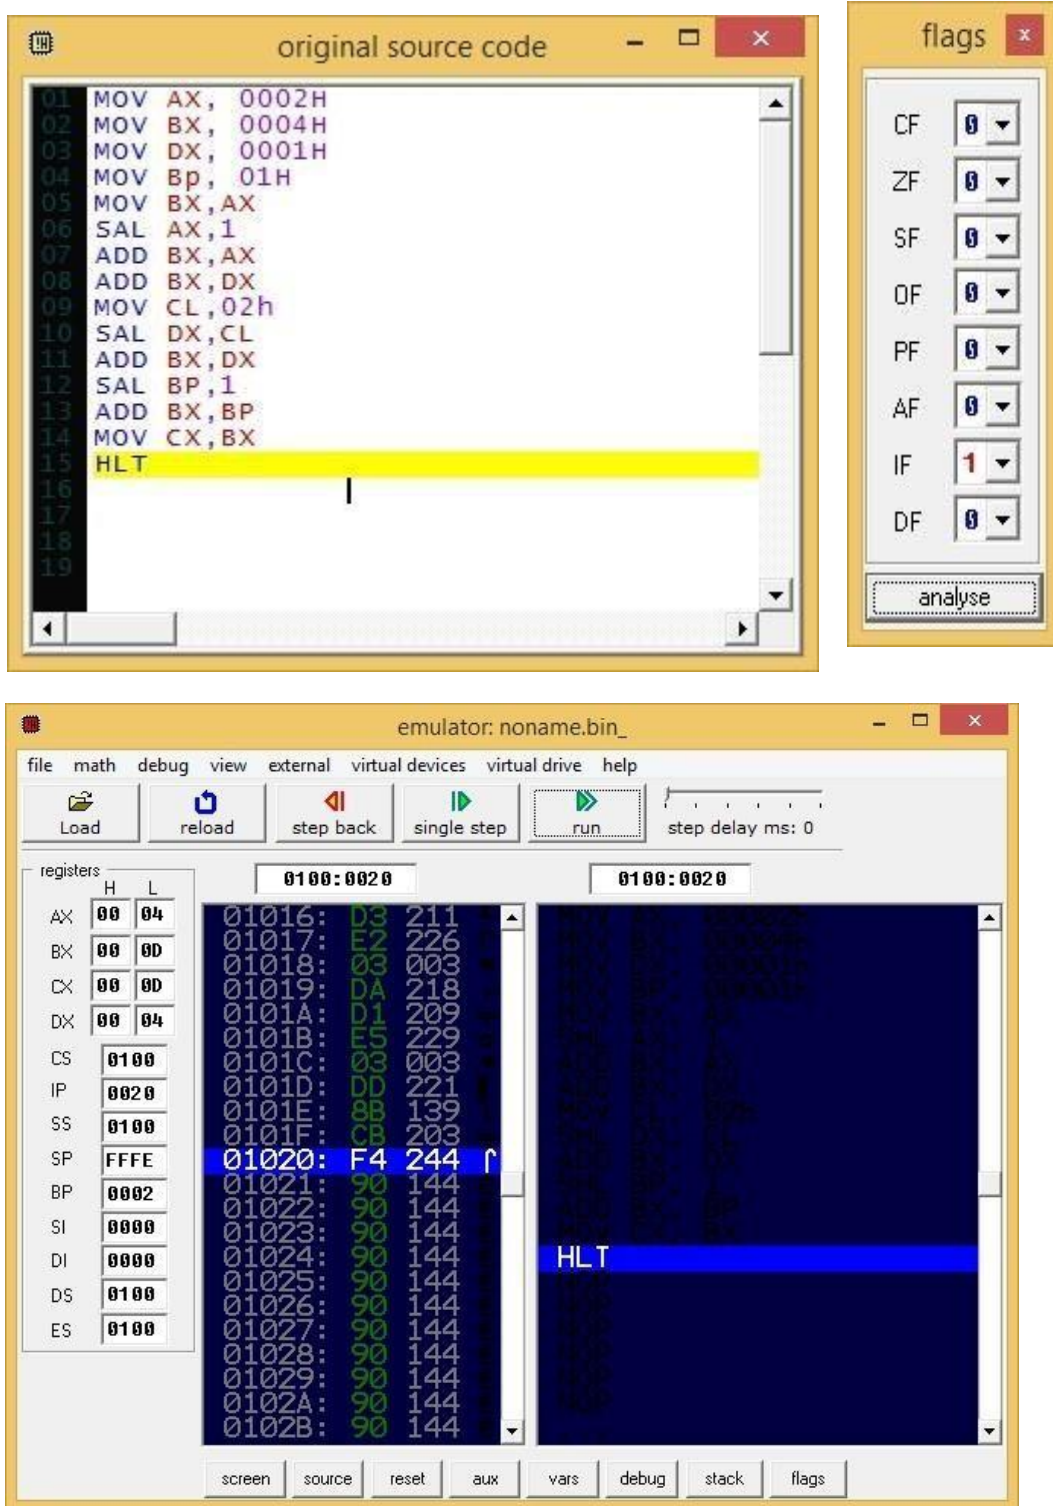 original source code
01 MOV AX, 0002H
02 MOV BX, 0004H
03 MOV DX, 0001H
04 MOV Bp, 01H
05 MOV BX,AX
06 SAL AX,1
07 ADD BX,AX
08 ADD BX,DX
09 MOV CL,02h
10 SAL DX,CL
11 ADD BX,DX
12 SAL BP,1
13 ADD BX,BP
14 MOV CX,BX
15 HLT
16
17
18
19
flags
CF 0
ZF 0
SF 0
OF 0
PF 0
AF 0
IF 1
DF 0
analyse
emulator: noname.bin_
file math debug view external virtual devices virtual drive help
Load reload step back single step run step delay ms: 0
registers
H L
AX 00 04
BX 00 0D
CX 00 0D
DX 00 04
CS 0100
IP 0020
SS 0100
SP FFFE
BP 0002
SI 0000
DI 0000
DS 0100
ES 0100
0100:0020
01016: D3 211
01017: E2 226
01018: 03 003
01019: DA 218
0101A: D1 209
0101B: E5 229
0101C: 03 003
0101D: DD 221
0101E: 8B 139
0101F: CB 203
01020: F4 244
01021: 90 144
01022: 90 144
01023: 90 144
01024: 90 144
01025: 90 144
01026: 90 144
01027: 90 144
01028: 90 144
01029: 90 144
0102A: 90 144
0102B: 90 144
0100:0020
HLT
screen source reset aux vars debug stack flags